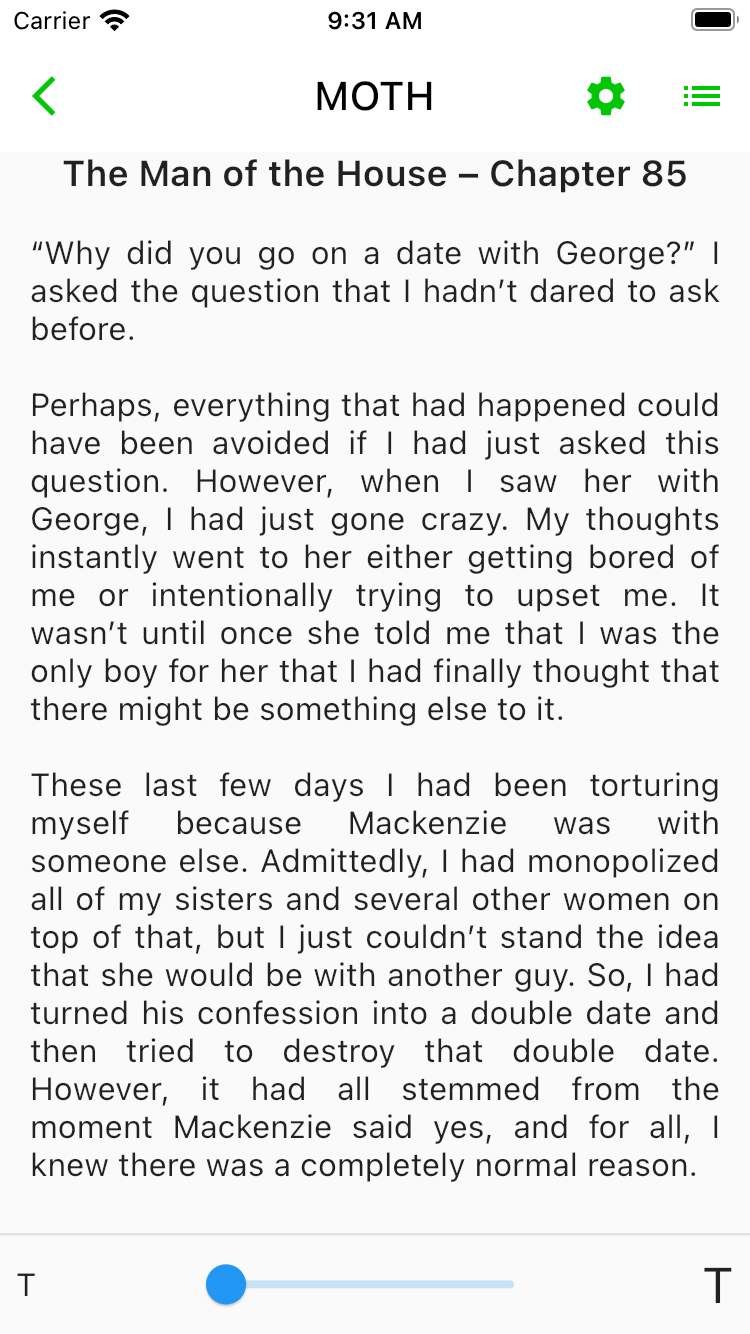 Carrier 9:31 AM
MOTH
The Man of the House – Chapter 85
“Why did you go on a date with George?” I
asked the question that I hadn’t dared to ask
before.
Perhaps, everything that had happened could
have been avoided if I had just asked this
question. However, when I saw her with
George, I had just gone crazy. My thoughts
instantly went to her either getting bored of
me or intentionally trying to upset me. It
wasn’t until once she told me that I was the
only boy for her that I had finally thought that
there might be something else to it.
These last few days I had been torturing
myself because Mackenzie was with
someone else. Admittedly, I had monopolized
all of my sisters and several other women on
top of that, but I just couldn’t stand the idea
that she would be with another guy. So, I had
turned his confession into a double date and
then tried to destroy that double date.
However, it had all stemmed from the
moment Mackenzie said yes, and for all, I
knew there was a completely normal reason.
T T